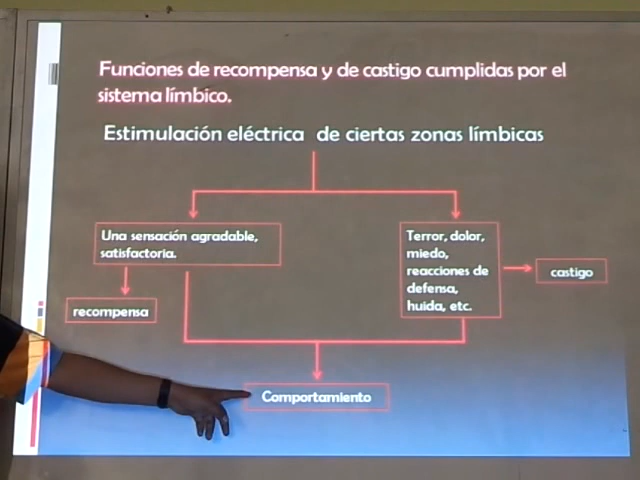 Funciones de recompensa y de castigo cumplidas por el
sistema límbico.
Estimulación eléctrica de ciertas zonas límbicas
Una sensación agradable,
satisfactoria.
recompensa
Terror, dolor,
miedo,
reacciones de
defensa,
huida, etc.
castigo
Comportamiento